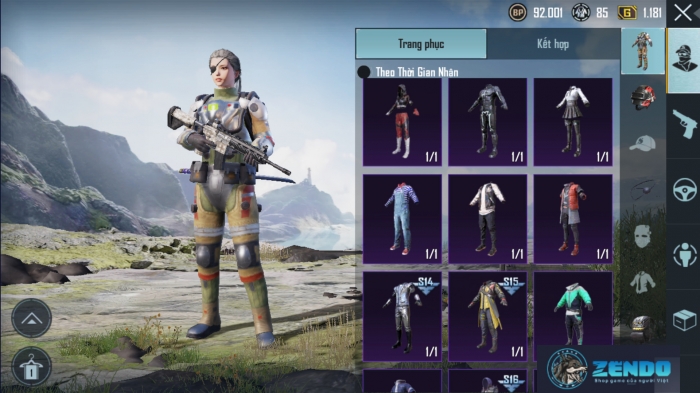 BP 92.001 85 G 1.181
Trang phục Kết hợp
Theo Thời Gian Nhận
1/1 1/1 1/1
1/1 1/1 1/1
S14 S15
1/1 1/1 1/1
S16
ZENDO
Shop game của người Việt